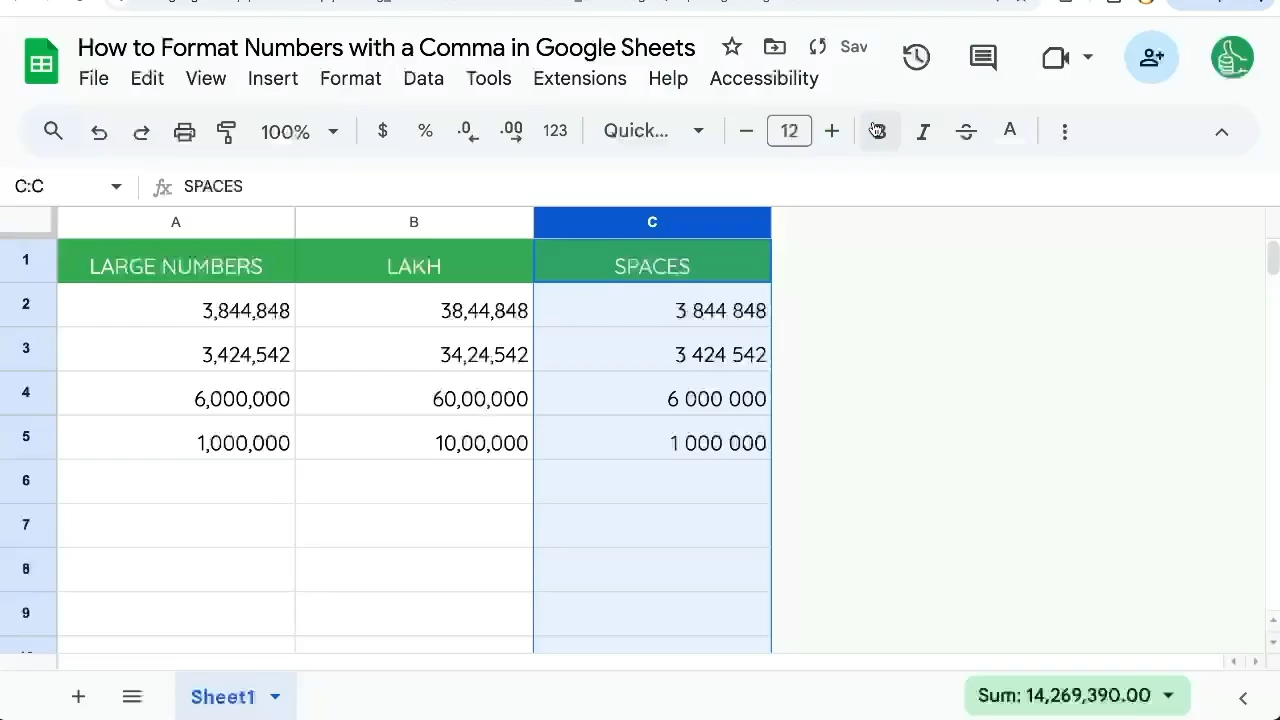 How to Format Numbers with a Comma in Google Sheets Sav
File Edit View Insert Format Data Tools Extensions Help Accessibility
100% $ % .0 .00 123 Quick... 12 B I S A
C:C fx SPACES
A B C
1 LARGE NUMBERS LAKH SPACES
2 3,844,848 38,44,848 3 844 848
3 3,424,542 34,24,542 3 424 542
4 6,000,000 60,00,000 6 000 000
5 1,000,000 10,00,000 1 000 000
6
7
8
9
Sheet1 Sum: 14,269,390.00